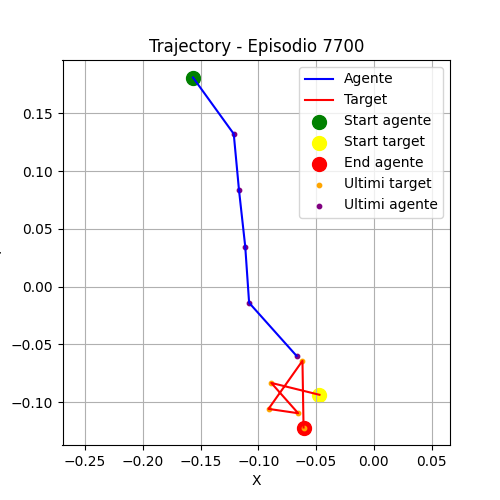 Trajectory - Episodio 7700
Agente
Target
Start agente
Start target
End agente
Ultimi target
Ultimi agente
0.15
0.10
0.05
0.00
−0.05
−0.10
−0.25
−0.20
−0.15
−0.10
−0.05
0.00
0.05
X